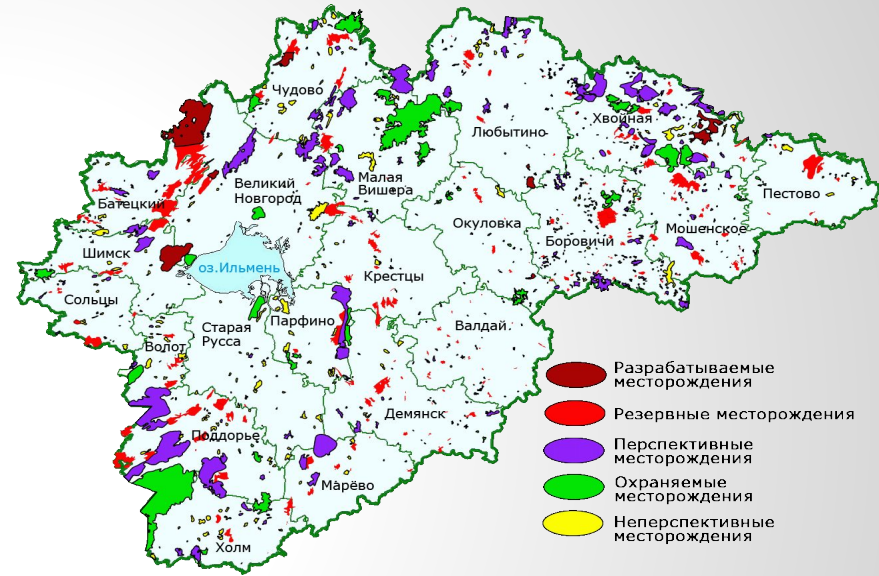 Чудово
Любытино
Хвойная
Малая
Вишера
Великий
Новгород
Батецкий
Пестово
Мошенское
Окуловка
Боровичи
Шимск
оз.Ильмень
Крестцы
Сольцы
Парфино
Старая
Русса
Валдай
Волот
Демянск
Поддорье
Марёво
Холм
Разрабатываемые
месторождения
Резервные месторождения
Перспективные
месторождения
Охраняемые
месторождения
Неперспективные
месторождения